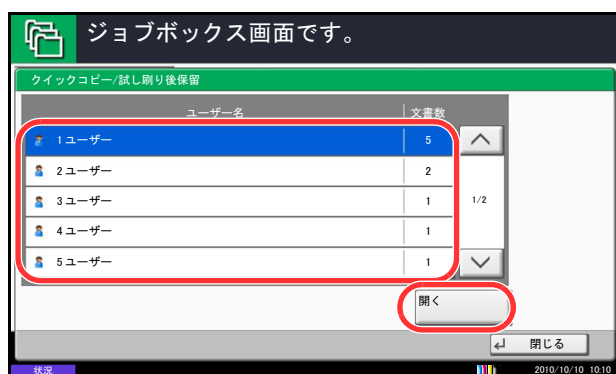 ジョブボックス画面です。
クイックコピー/試し刷り後保留
ユーザー名 文書数
1ユーザー 5
2ユーザー 2
3ユーザー 1 1/2
4ユーザー 1
5ユーザー 1
開く
閉じる
状況 2010/10/10 10:10